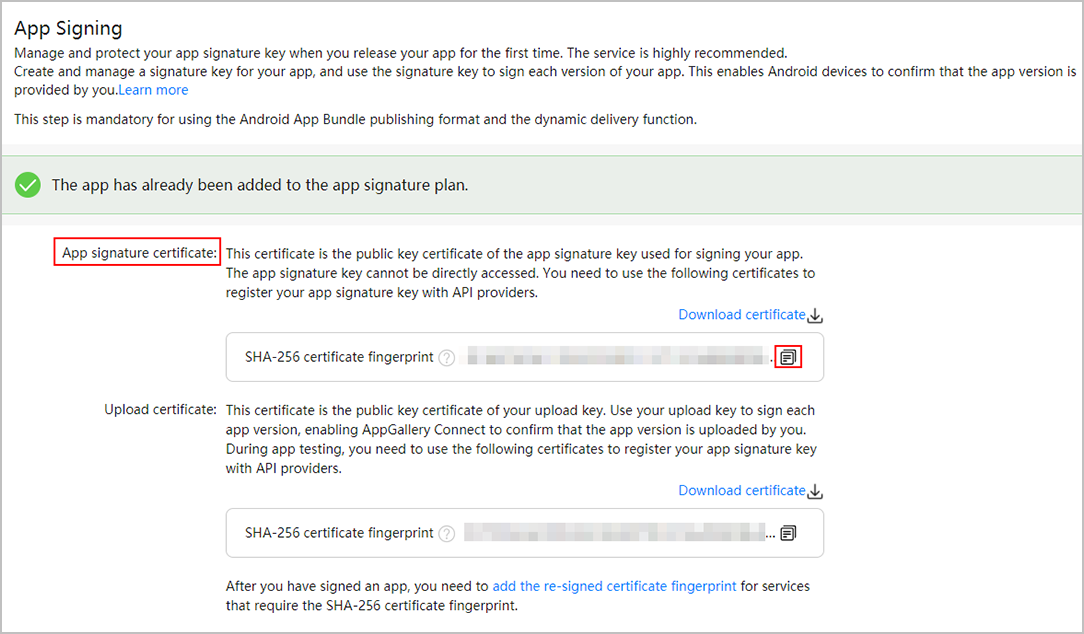 App Signing
Manage and protect your app signature key when you release your app for the first time. The service is highly recommended.
Create and manage a signature key for your app, and use the signature key to sign each version of your app. This enables Android devices to confirm that the app version is
provided by you.Learn more
This step is mandatory for using the Android App Bundle publishing format and the dynamic delivery function.
The app has already been added to the app signature plan.
App signature certificate: This certificate is the public key certificate of the app signature key used for signing your app.
The app signature key cannot be directly accessed. You need to use the following certificates to
register your app signature key with API providers.
Download certificate
SHA-256 certificate fingerprint ?
Upload certificate: This certificate is the public key certificate of your upload key. Use your upload key to sign each
app version, enabling AppGallery Connect to confirm that the app version is uploaded by you.
During app testing, you need to use the following certificates to register your app signature key
with API providers.
Download certificate
SHA-256 certificate fingerprint ? ...
After you have signed an app, you need to add the re-signed certificate fingerprint for services
that require the SHA-256 certificate fingerprint.